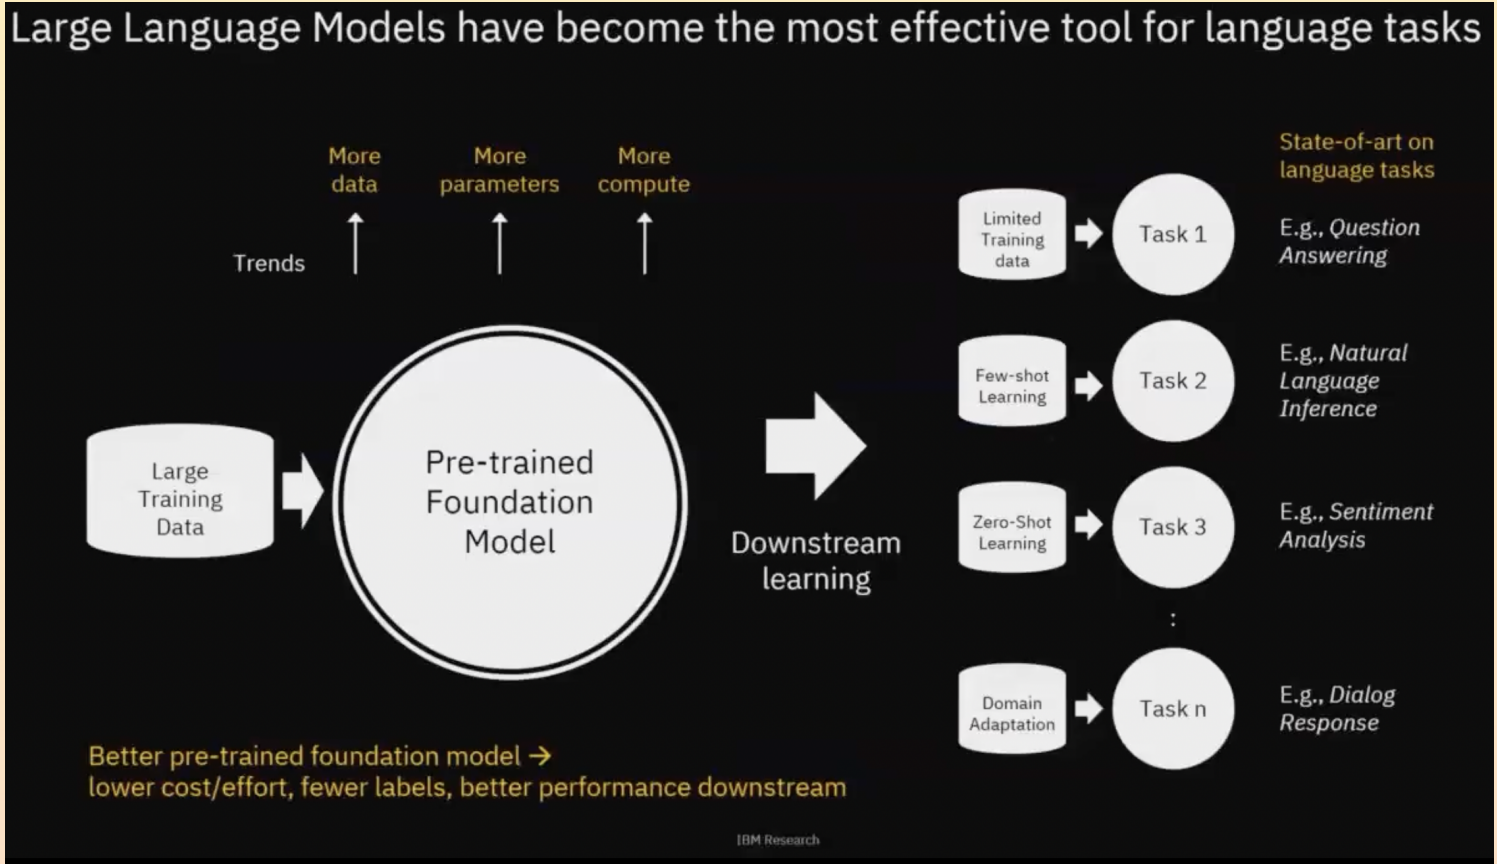 Large Language Models have become the most effective tool for language tasks
More
data
More
parameters
More
compute
Trends
Large
Training
Data
Pre-trained
Foundation
Model
Downstream
learning
State-of-art on
language tasks
Limited
Training
data
Task 1
E.g., Question
Answering
Few-shot
Learning
Task 2
E.g., Natural
Language
Inference
Zero-Shot
Learning
Task 3
E.g., Sentiment
Analysis
:
Domain
Adaptation
Task n
E.g., Dialog
Response
Better pre-trained foundation model →
lower cost/effort, fewer labels, better performance downstream
IBM Research